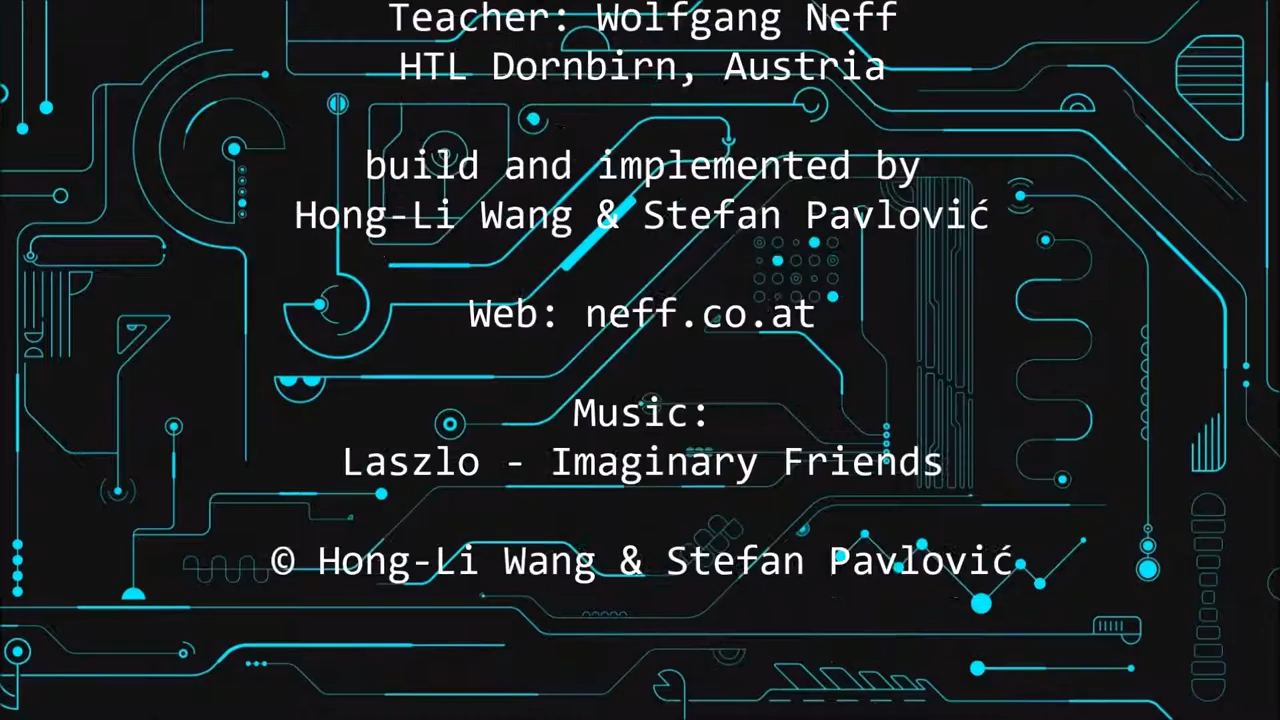 Teacher: Wolfgang Neff
HTL Dornbirn, Austria
build and implemented by
Hong-Li Wang & Stefan Pavlović
Web: neff.co.at
Music:
Laszlo - Imaginary Friends
© Hong-Li Wang & Stefan Pavlović